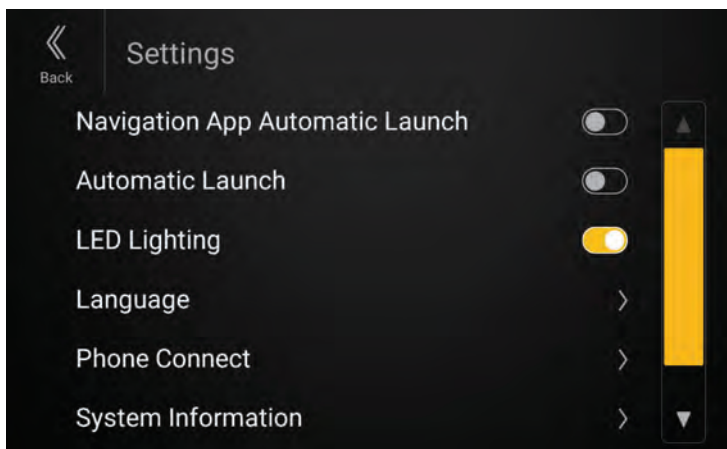 Settings
Back
Navigation App Automatic Launch
Automatic Launch
LED Lighting
Language
Phone Connect
System Information